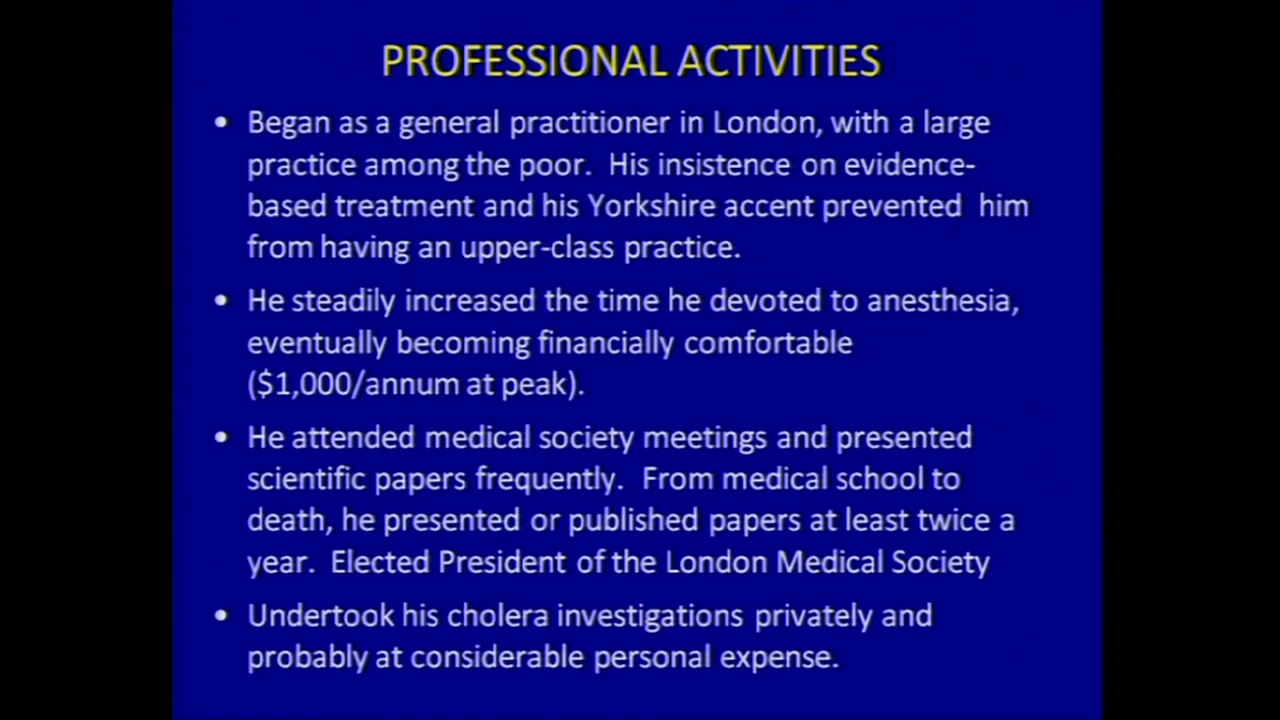 PROFESSIONAL ACTIVITIES
• Began as a general practitioner in London, with a large
practice among the poor.  His insistence on evidence-
based treatment and his Yorkshire accent prevented  him
from having an upper-class practice.
• He steadily increased the time he devoted to anesthesia,
eventually becoming financially comfortable
($1,000/annum at peak).
• He attended medical society meetings and presented
scientific papers frequently.  From medical school to
death, he presented or published papers at least twice a
year.  Elected President of the London Medical Society
• Undertook his cholera investigations privately and
probably at considerable personal expense.